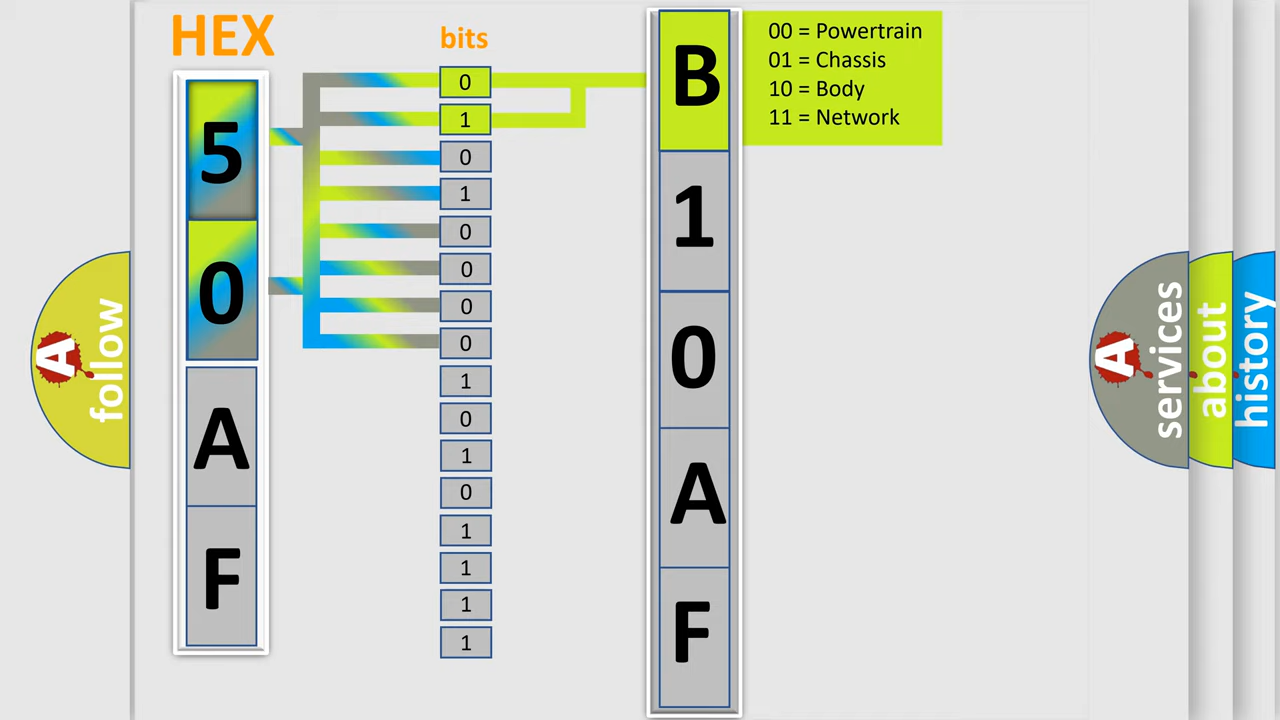 HEX
bits
5
0
A
F
0
1
0
1
0
0
0
0
1
0
1
0
1
1
1
1
B
1
0
A
F
00 = Powertrain
01 = Chassis
10 = Body
11 = Network
A
follow
A
services
about
history